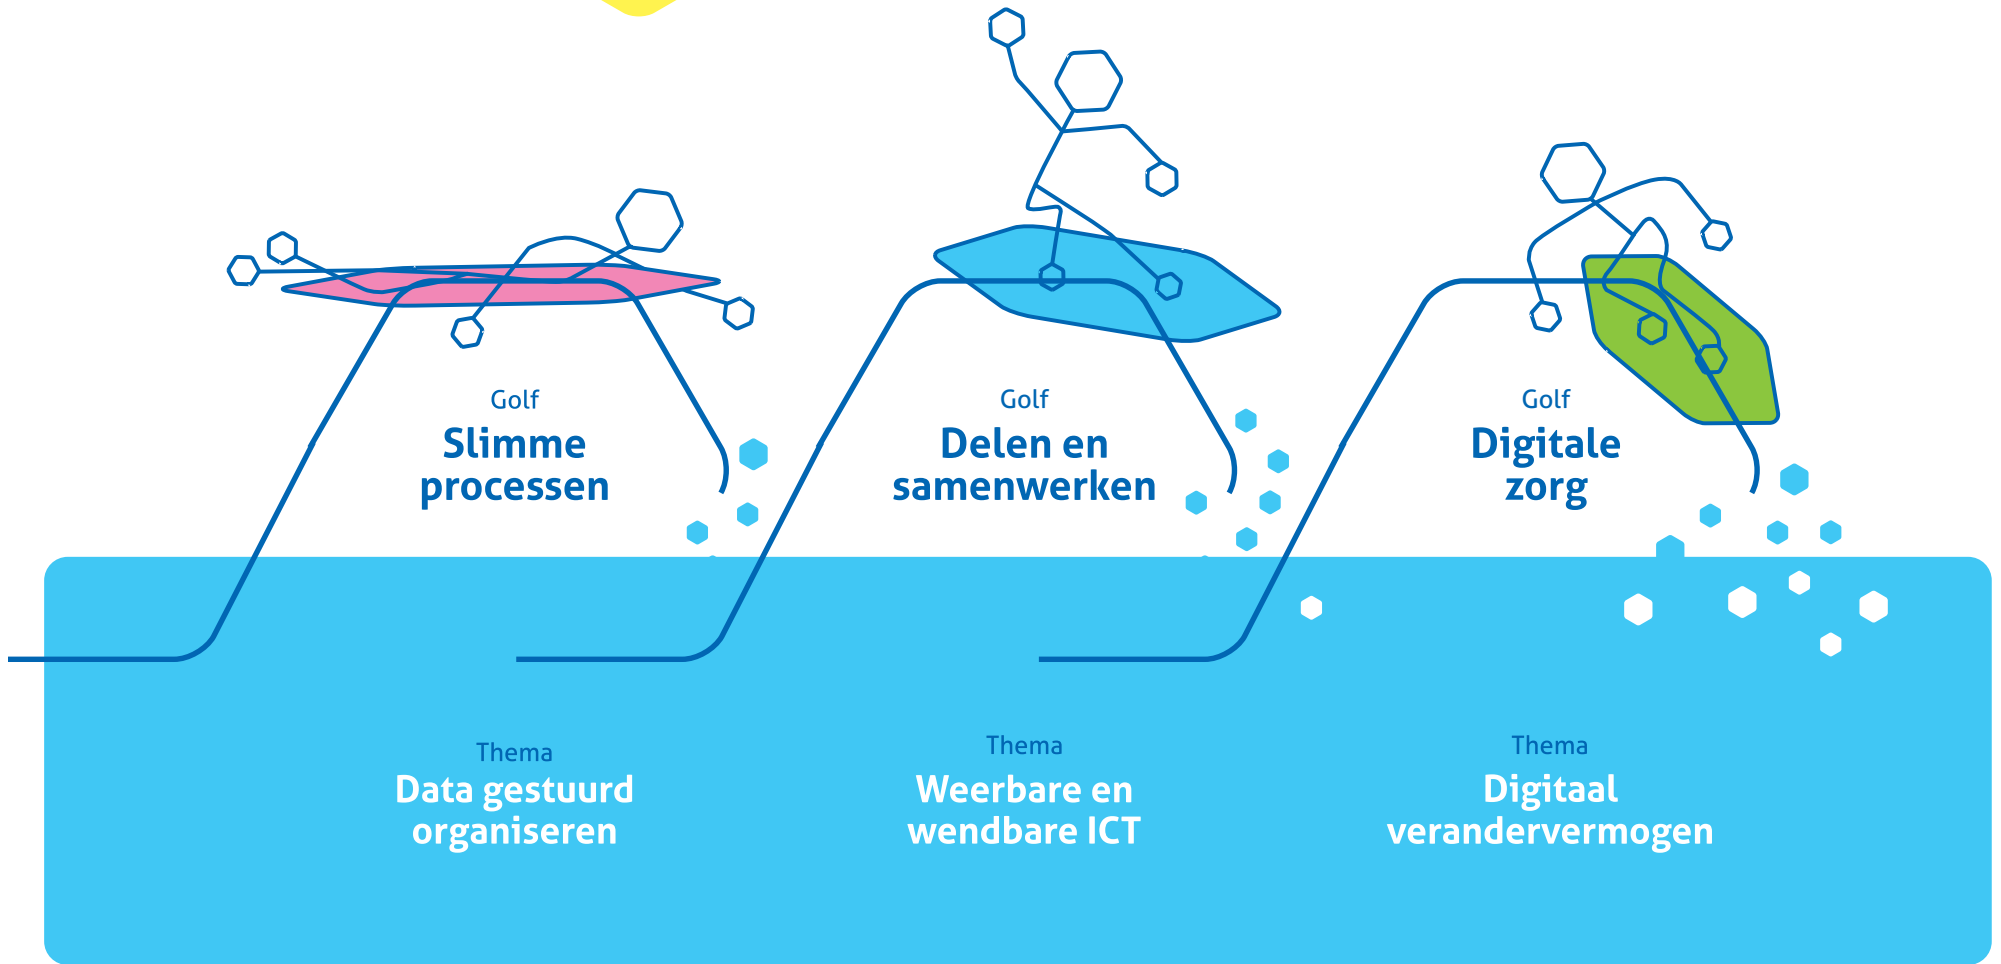 Golf
Slimme
processen
Golf
Delen en
samenwerken
Golf
Digitale
zorg
Thema
Data gestuurd
organiseren
Thema
Weerbare en
wendbare ICT
Thema
Digitaal
verandervermogen